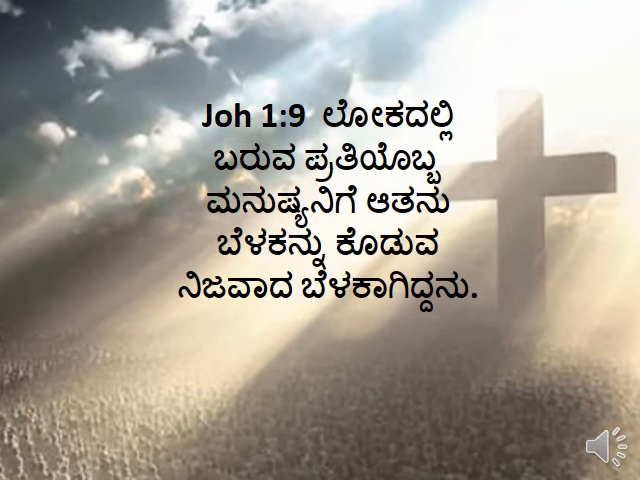 Joh 1:9 ಲೋಕದಲ್ಲಿ
ಬರುವ ಪ್ರತಿಯೊಬ್ಬ
ಮನುಷ್ಯನಿಗೆ ಆತನು
ಬೆಳಕನ್ನು ಕೊಡುವ
ನಿಜವಾದ ಬೆಳಕಾಗಿದ್ದನು.